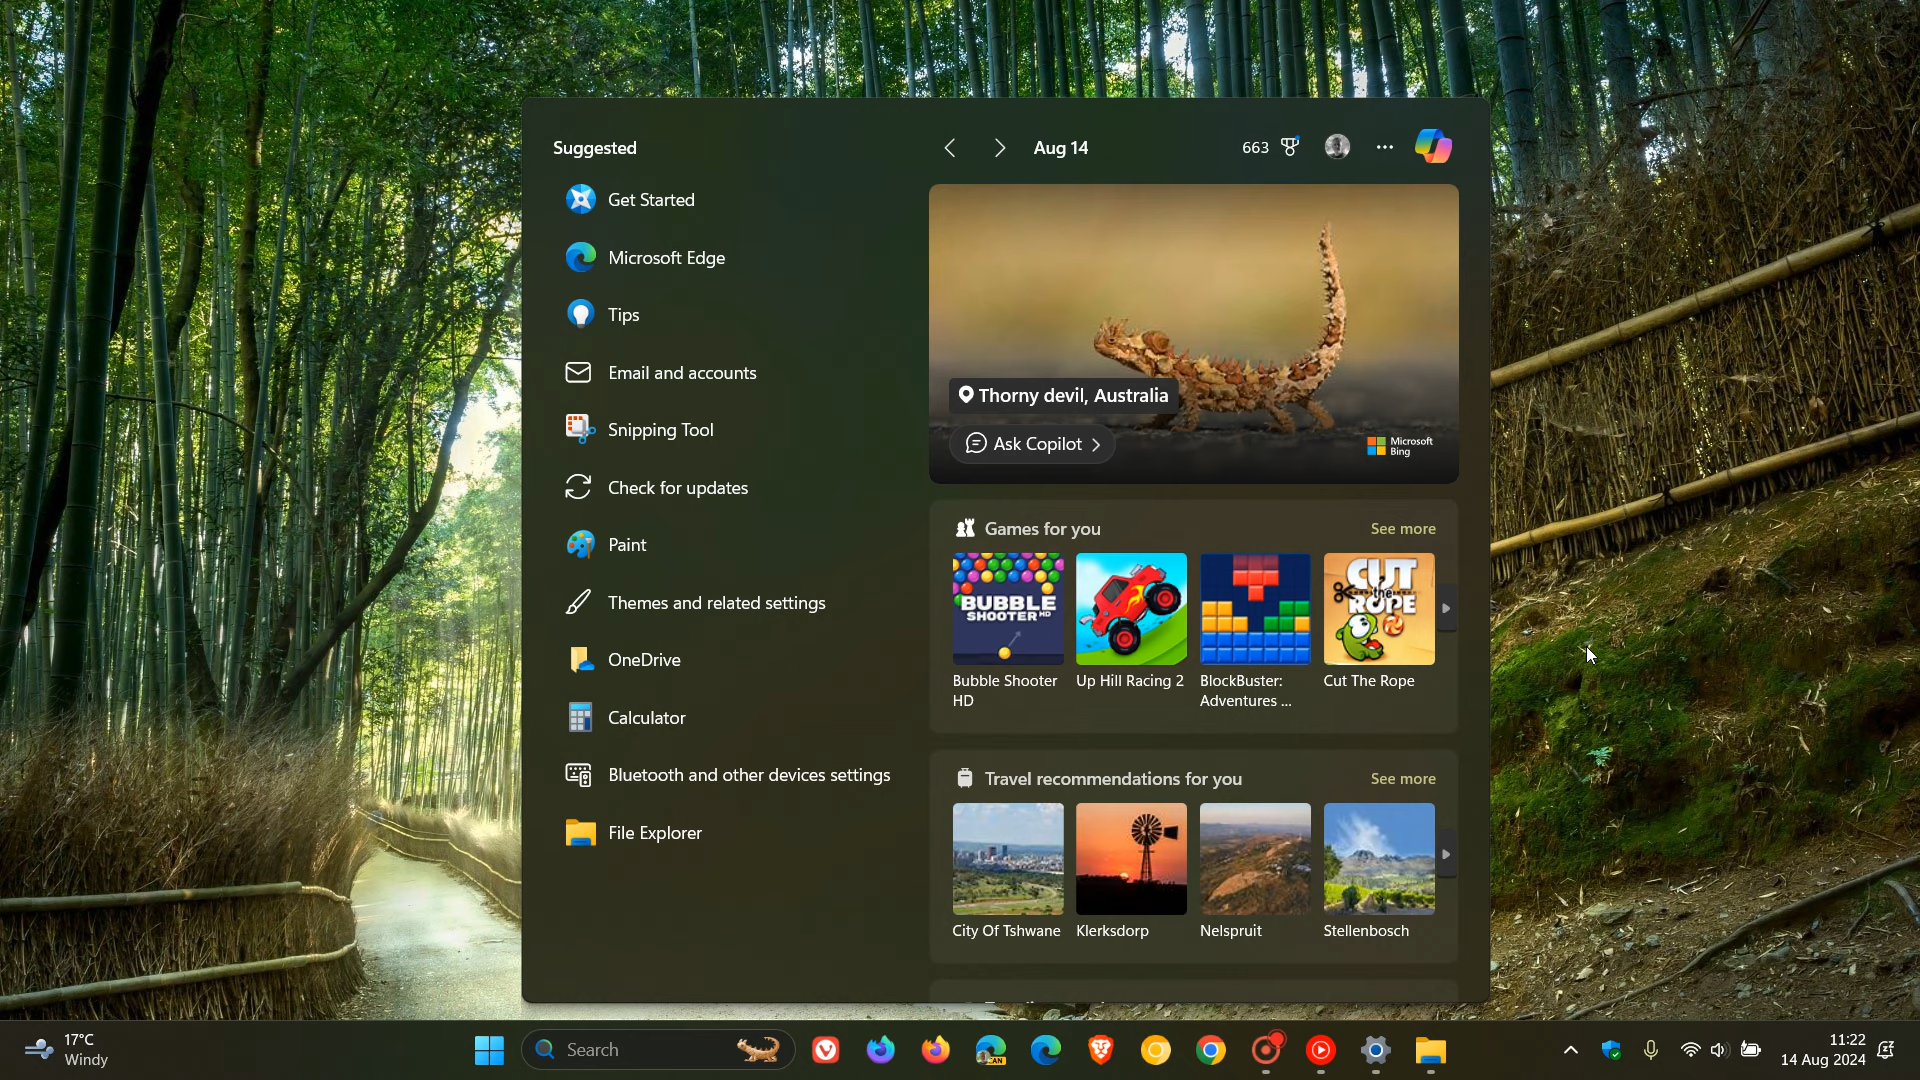 Suggested
Get Started
Microsoft Edge
Tips
Email and accounts
Snipping Tool
Check for updates
Paint
Themes and related settings
OneDrive
Calculator
Bluetooth and other devices settings
File Explorer
Aug 14
663
Thorny devil, Australia
Ask Copilot
Microsoft
Bing
Games for you
See more
BUBBLE
SHOOTER HD
CUT
the
ROPE
Bubble Shooter
HD
Up Hill Racing 2
BlockBuster:
Adventures ...
Cut The Rope
Travel recommendations for you
See more
City Of Tshwane
Klerksdorp
Nelspruit
Stellenbosch
17°C
Windy
Search
CAN
11:22
14 Aug 2024